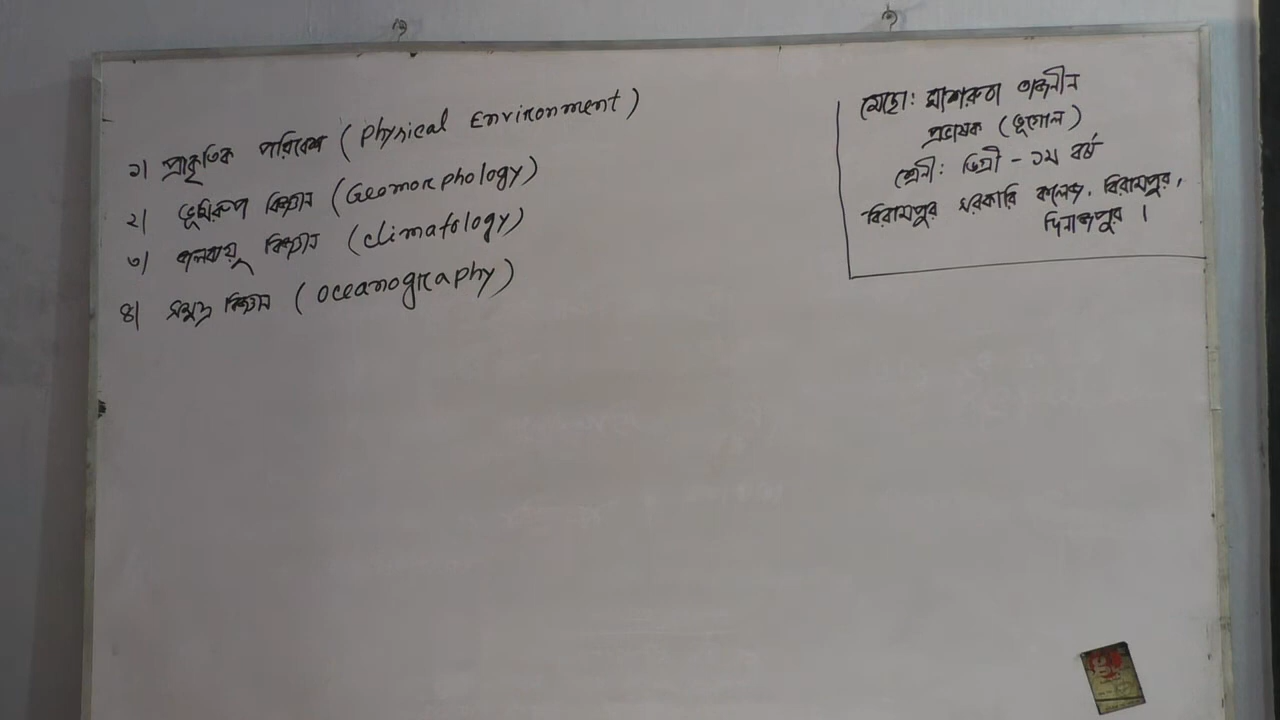 ১। প্রাকৃতিক পরিবেশ (Physical Environment)
২। ভূমিরূপ বিজ্ঞান (Geomorphology)
৩। জলবায়ু বিজ্ঞান (Climatology)
৪। সমুদ্র বিজ্ঞান (Oceanography)
মোছা: মাশরুবা তাজনীন
প্রভাষক (ভূগোল)
শ্রেনী: ডিগ্রী - ১ম বর্ষ
বিরামপুর সরকারি কলেজ, বিরামপুর,
দিনাজপুর ।